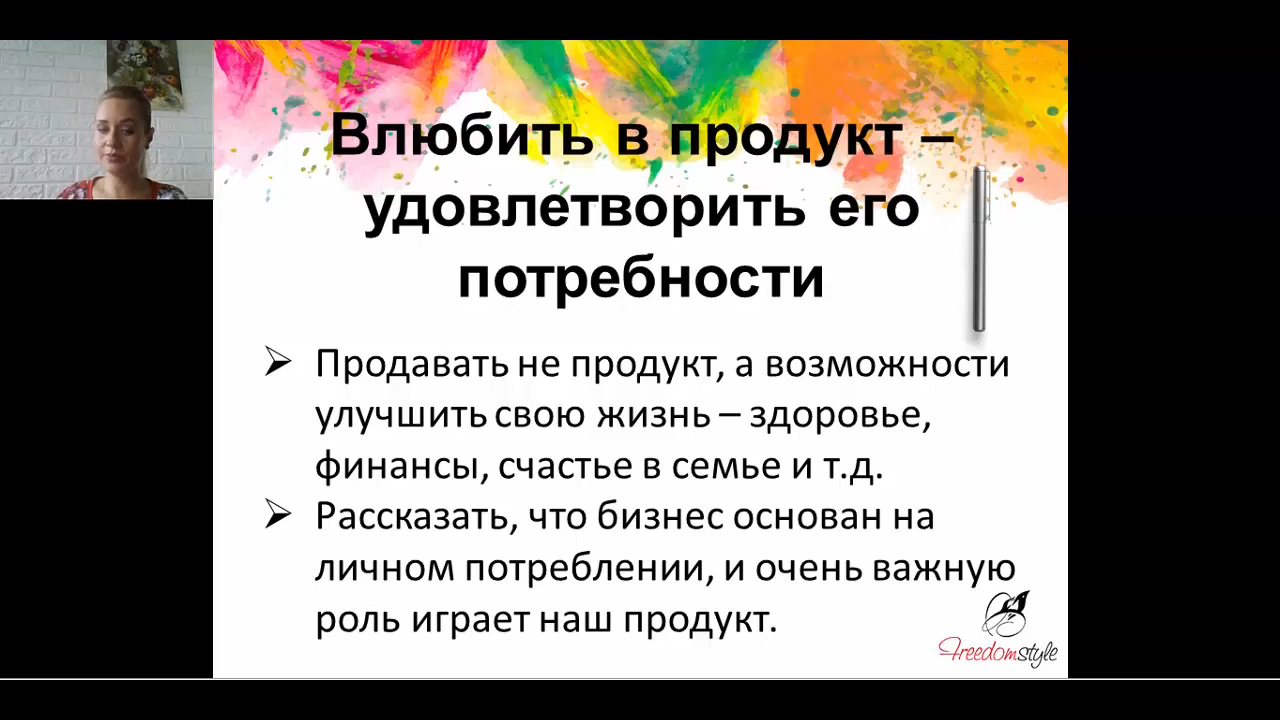 Влюбить в продукт –
удовлетворить его
потребности
➢ Продавать не продукт, а возможности
улучшить свою жизнь – здоровье,
финансы, счастье в семье и т.д.
➢ Рассказать, что бизнес основан на
личном потреблении, и очень важную
роль играет наш продукт.
Freedomstyle